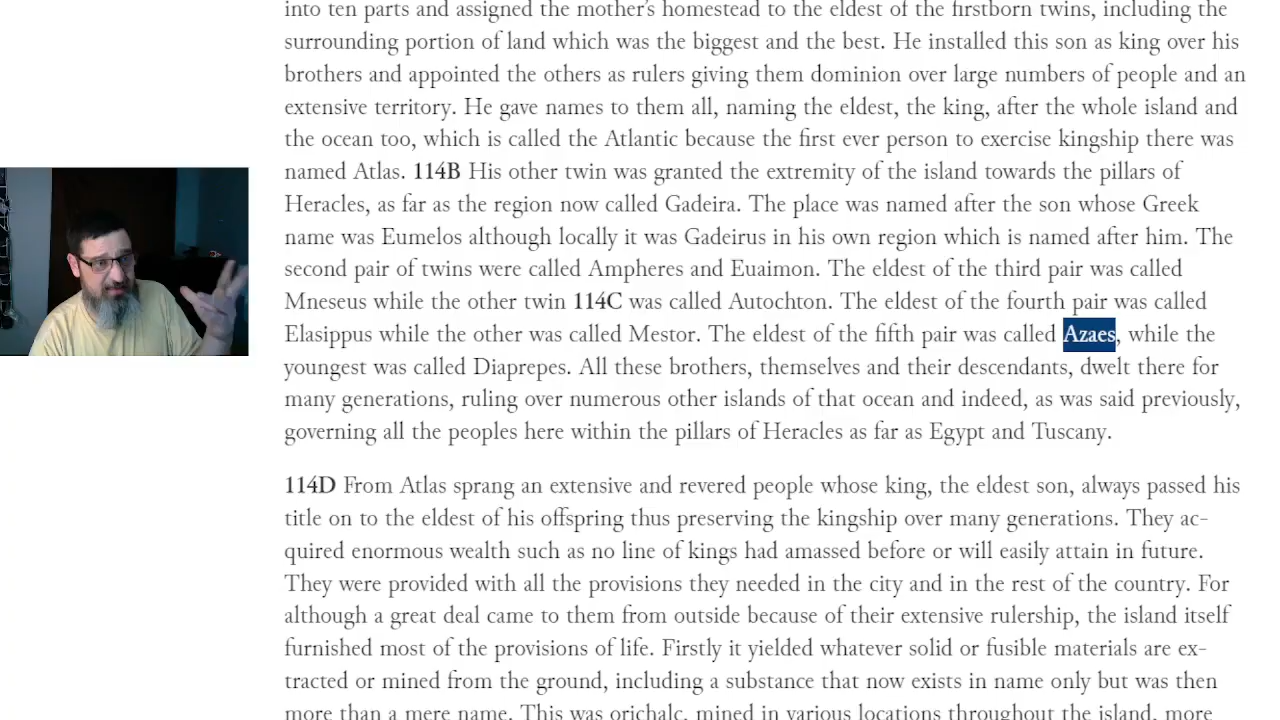 into ten parts and assigned the mother's homestead to the eldest of the firstborn twins, including the
surrounding portion of land which was the biggest and the best. He installed this son as king over his
brothers and appointed the others as rulers giving them dominion over large numbers of people and an
extensive territory. He gave names to them all, naming the eldest, the king, after the whole island and
the ocean too, which is called the Atlantic because the first ever person to exercise kingship there was
named Atlas. 114B His other twin was granted the extremity of the island towards the pillars of
Heracles, as far as the region now called Gadeira. The place was named after the son whose Greek
name was Eumelos although locally it was Gadeirus in his own region which is named after him. The
second pair of twins were called Ampheres and Euaimon. The eldest of the third pair was called
Mneseus while the other twin 114C was called Autochton. The eldest of the fourth pair was called
Elasippus while the other was called Mestor. The eldest of the fifth pair was called Azaes, while the
youngest was called Diaprepes. All these brothers, themselves and their descendants, dwelt there for
many generations, ruling over numerous other islands of that ocean and indeed, as was said previously,
governing all the peoples here within the pillars of Heracles as far as Egypt and Tuscany.
114D From Atlas sprang an extensive and revered people whose king, the eldest son, always passed his
title on to the eldest of his offspring thus preserving the kingship over many generations. They ac-
quired enormous wealth such as no line of kings had amassed before or will easily attain in future.
They were provided with all the provisions they needed in the city and in the rest of the country. For
although a great deal came to them from outside because of their extensive rulership, the island itself
furnished most of the provisions of life. Firstly it yielded whatever solid or fusible materials are ex-
tracted or mined from the ground, including a substance that now exists in name only but was then
more than a mere name. This was orichalc, mined in various locations throughout the island, more